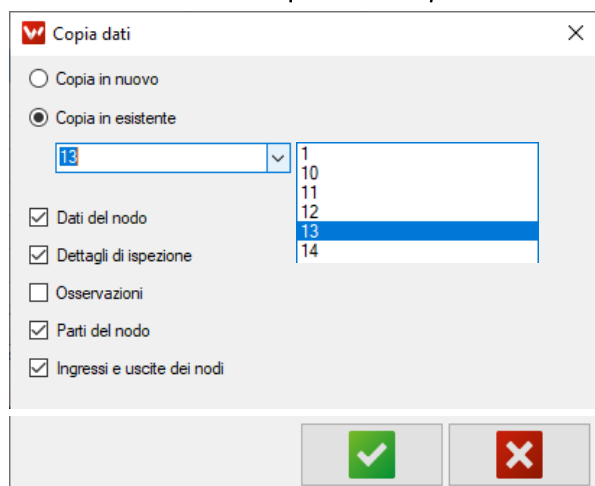 Copia dati
Copia in nuovo
Copia in esistente
13
1
10
11
12
13
14
Dati del nodo
Dettagli di ispezione
Osservazioni
Parti del nodo
Ingressi e uscite dei nodi